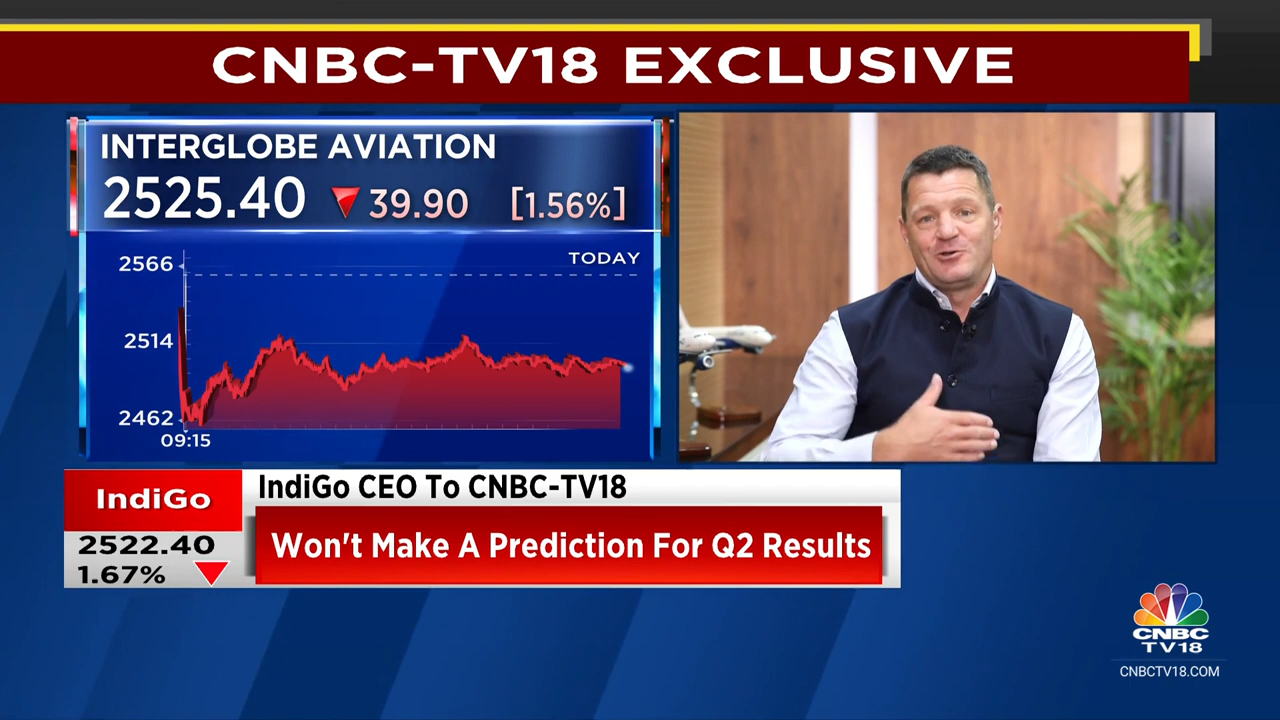 CNBC-TV18 EXCLUSIVE
INTERGLOBE AVIATION
2525.40 ▼ 39.90 [1.56%]
TODAY
2566
2514
2462
09:15
IndiGo
2522.40
1.67% ▼
IndiGo CEO To CNBC-TV18
Won't Make A Prediction For Q2 Results
CNBC
TV18
CNBCTV18.COM